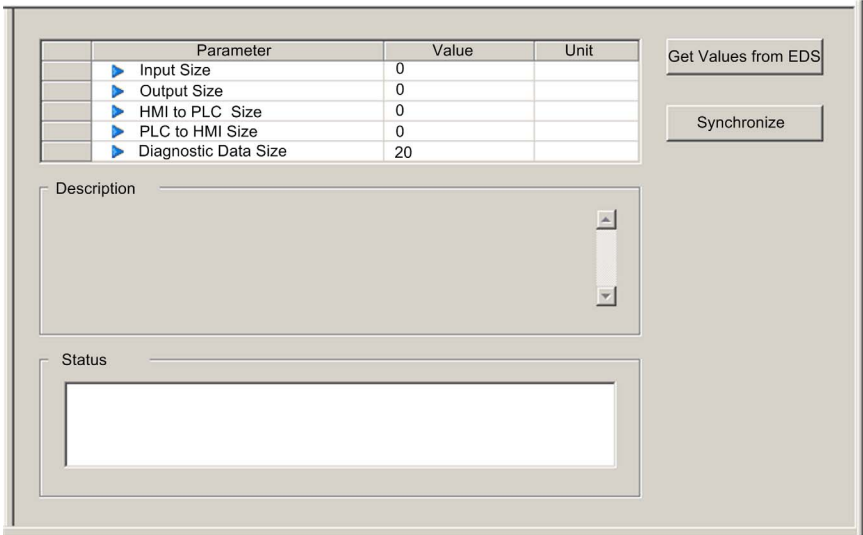 Parameter Value Unit
Input Size 0
Output Size 0
HMI to PLC Size 0
PLC to HMI Size 0
Diagnostic Data Size 20
Get Values from EDS
Synchronize
Description
Status